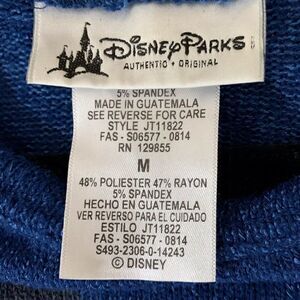 Disney Parks
AUTHENTIC • ORIGINAL
5% SPANDEX
MADE IN GUATEMALA
SEE REVERSE FOR CARE
STYLE JT11822
FAS - S06577 - 0814
RN 129855
M
48% POLIESTER 47% RAYON
5% SPANDEX
HECHO EN GUATEMALA
VER REVERSO PARA EL CUIDADO
ESTILO JT11822
FAS - S06577 - 0814
S493-2306-0-14243
© DISNEY